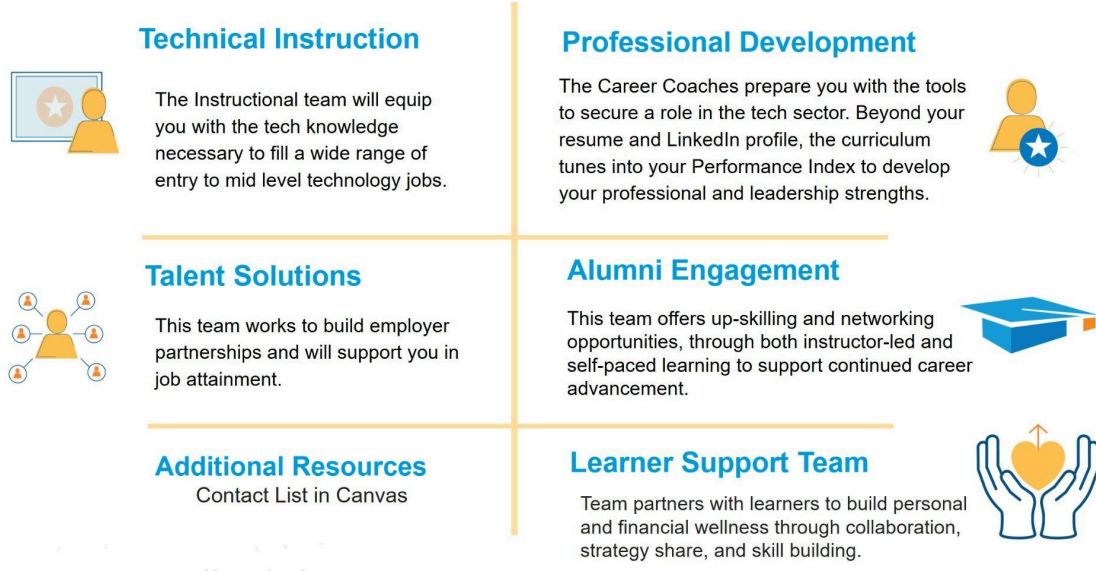 Technical Instruction
The Instructional team will equip
you with the tech knowledge
necessary to fill a wide range of
entry to mid level technology jobs.
Professional Development
The Career Coaches prepare you with the tools
to secure a role in the tech sector. Beyond your
resume and LinkedIn profile, the curriculum
tunes into your Performance Index to develop
your professional and leadership strengths.
Talent Solutions
This team works to build employer
partnerships and will support you in
job attainment.
Alumni Engagement
This team offers up-skilling and networking
opportunities, through both instructor-led and
self-paced learning to support continued career
advancement.
Additional Resources
Contact List in Canvas
Learner Support Team
Team partners with learners to build personal
and financial wellness through collaboration,
strategy share, and skill building.